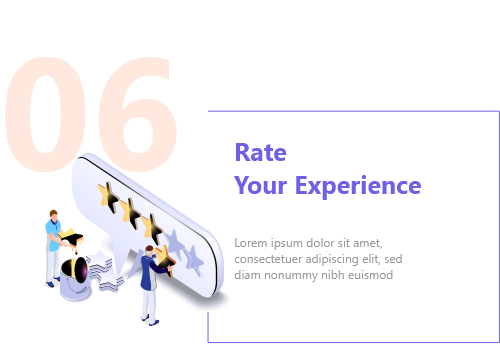 06
Rate
Your Experience
Lorem ipsum dolor sit amet,
consectetuer adipiscing elit, sed
diam nonummy nibh euismod